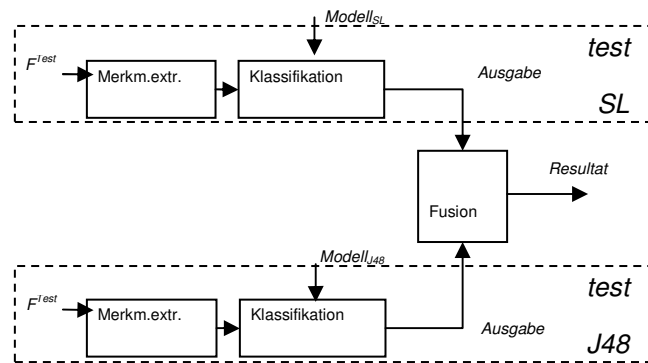 Modell_SL
test
F^Test
Merkm.extr.
Klassifikation
Ausgabe
SL
Resultat
Fusion
Modell_J48
test
F^Test
Merkm.extr.
Klassifikation
Ausgabe
J48